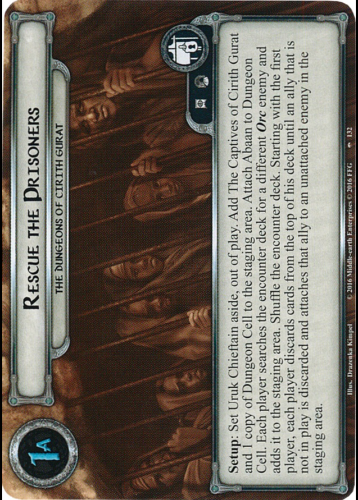 1A
RESCUE THE PRISONERS
THE DUNGEONS OF CIRITH GURAT
Setup: Set Uruk Chieftain aside, out of play. Add The Captives of Cirith Gurat
and 1 copy of Dungeon Cell to the staging area. Attach Abaan to Dungeon
Cell. Each player searches the encounter deck for a different Orc enemy and
adds it to the staging area. Shuffle the encounter deck. Starting with the first
player, each player discards cards from the top of his deck until an ally that
is not in play is discarded and attaches that ally to an unattached enemy in the
staging area.
Illus. Drazenka Kimpel © 2016 Middle-earth Enterprises © 2016 FFG 132